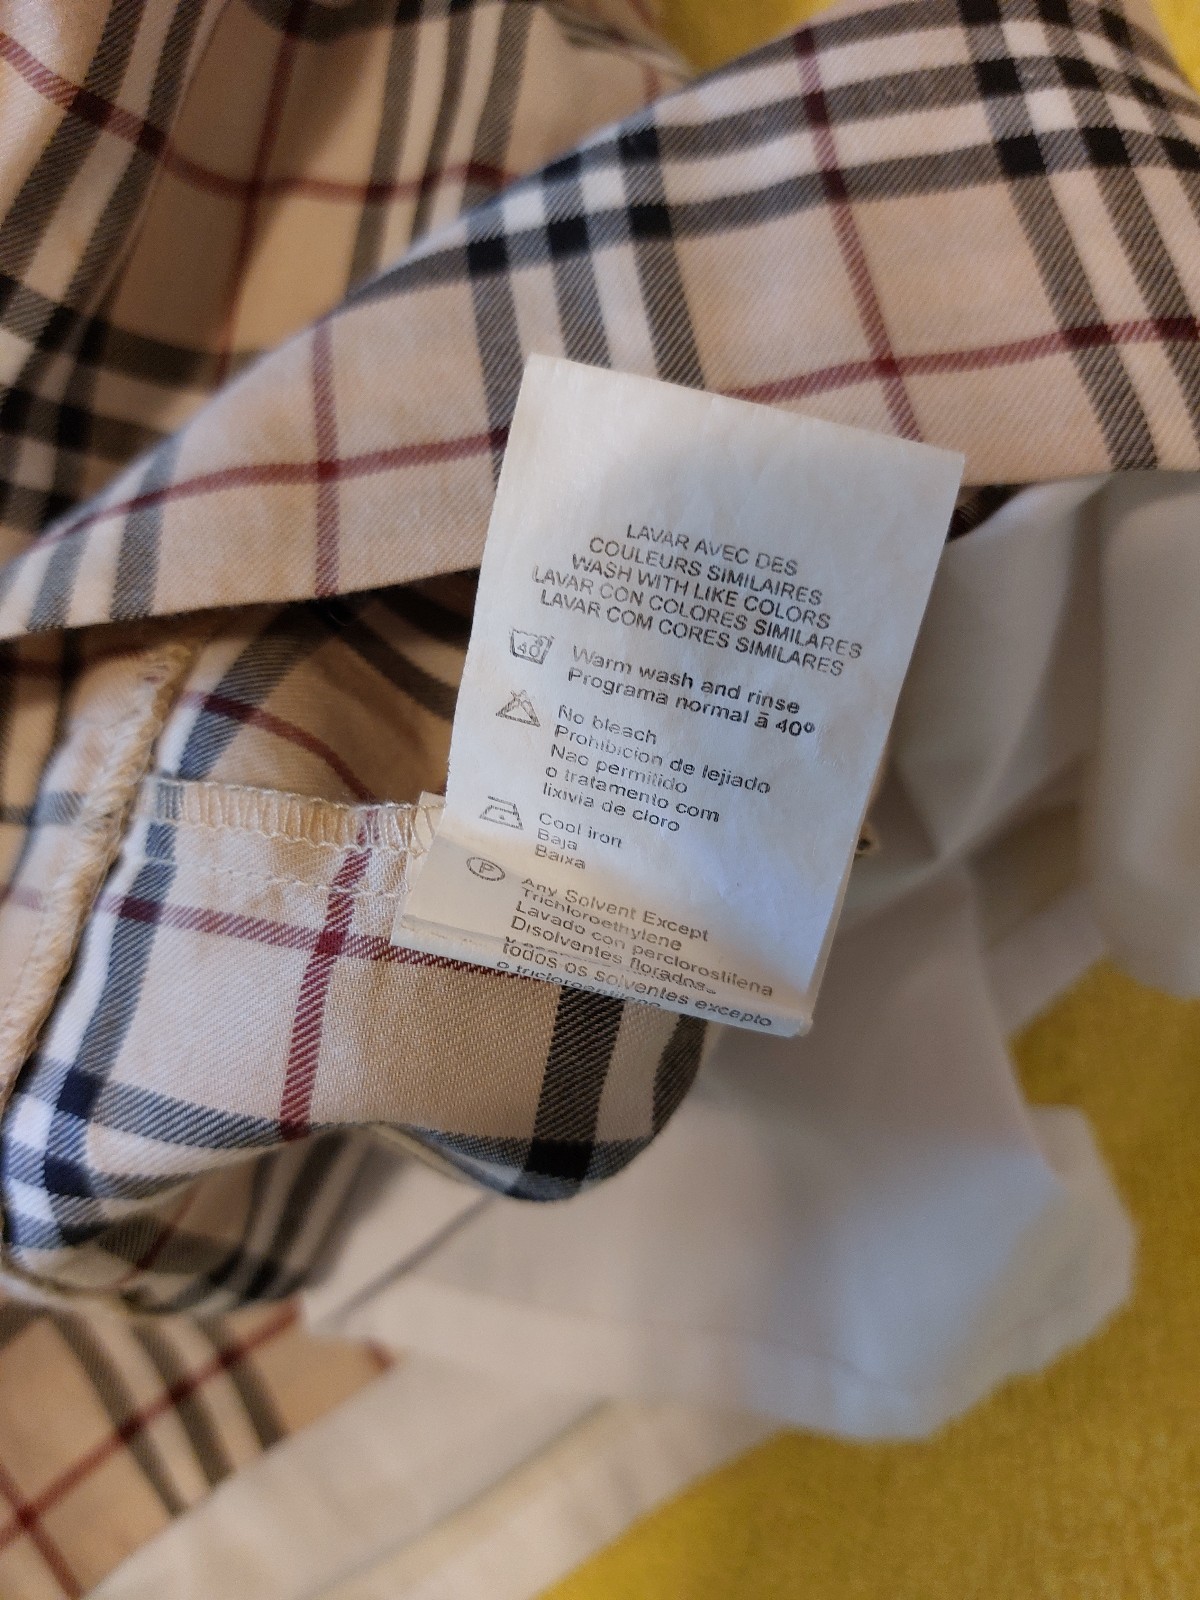 LAVAR AVEC DES
COULEURS SIMILAIRES
WASH WITH LIKE COLORS
LAVAR CON COLORES SIMILARES
LAVAR COM CORES SIMILARES
40
Warm wash and rinse
Programa normal ā 40º
No bleach
Prohibicion de lejiado
Nao permitido
o tratamento com
lixivia de cloro
Cool iron
Baja
Baixa
P
Any Solvent Except
Trichloroethylene
Lavado con perclorostilena
Disolventes florados
Todos os solventes excepto
o tricloroetileno